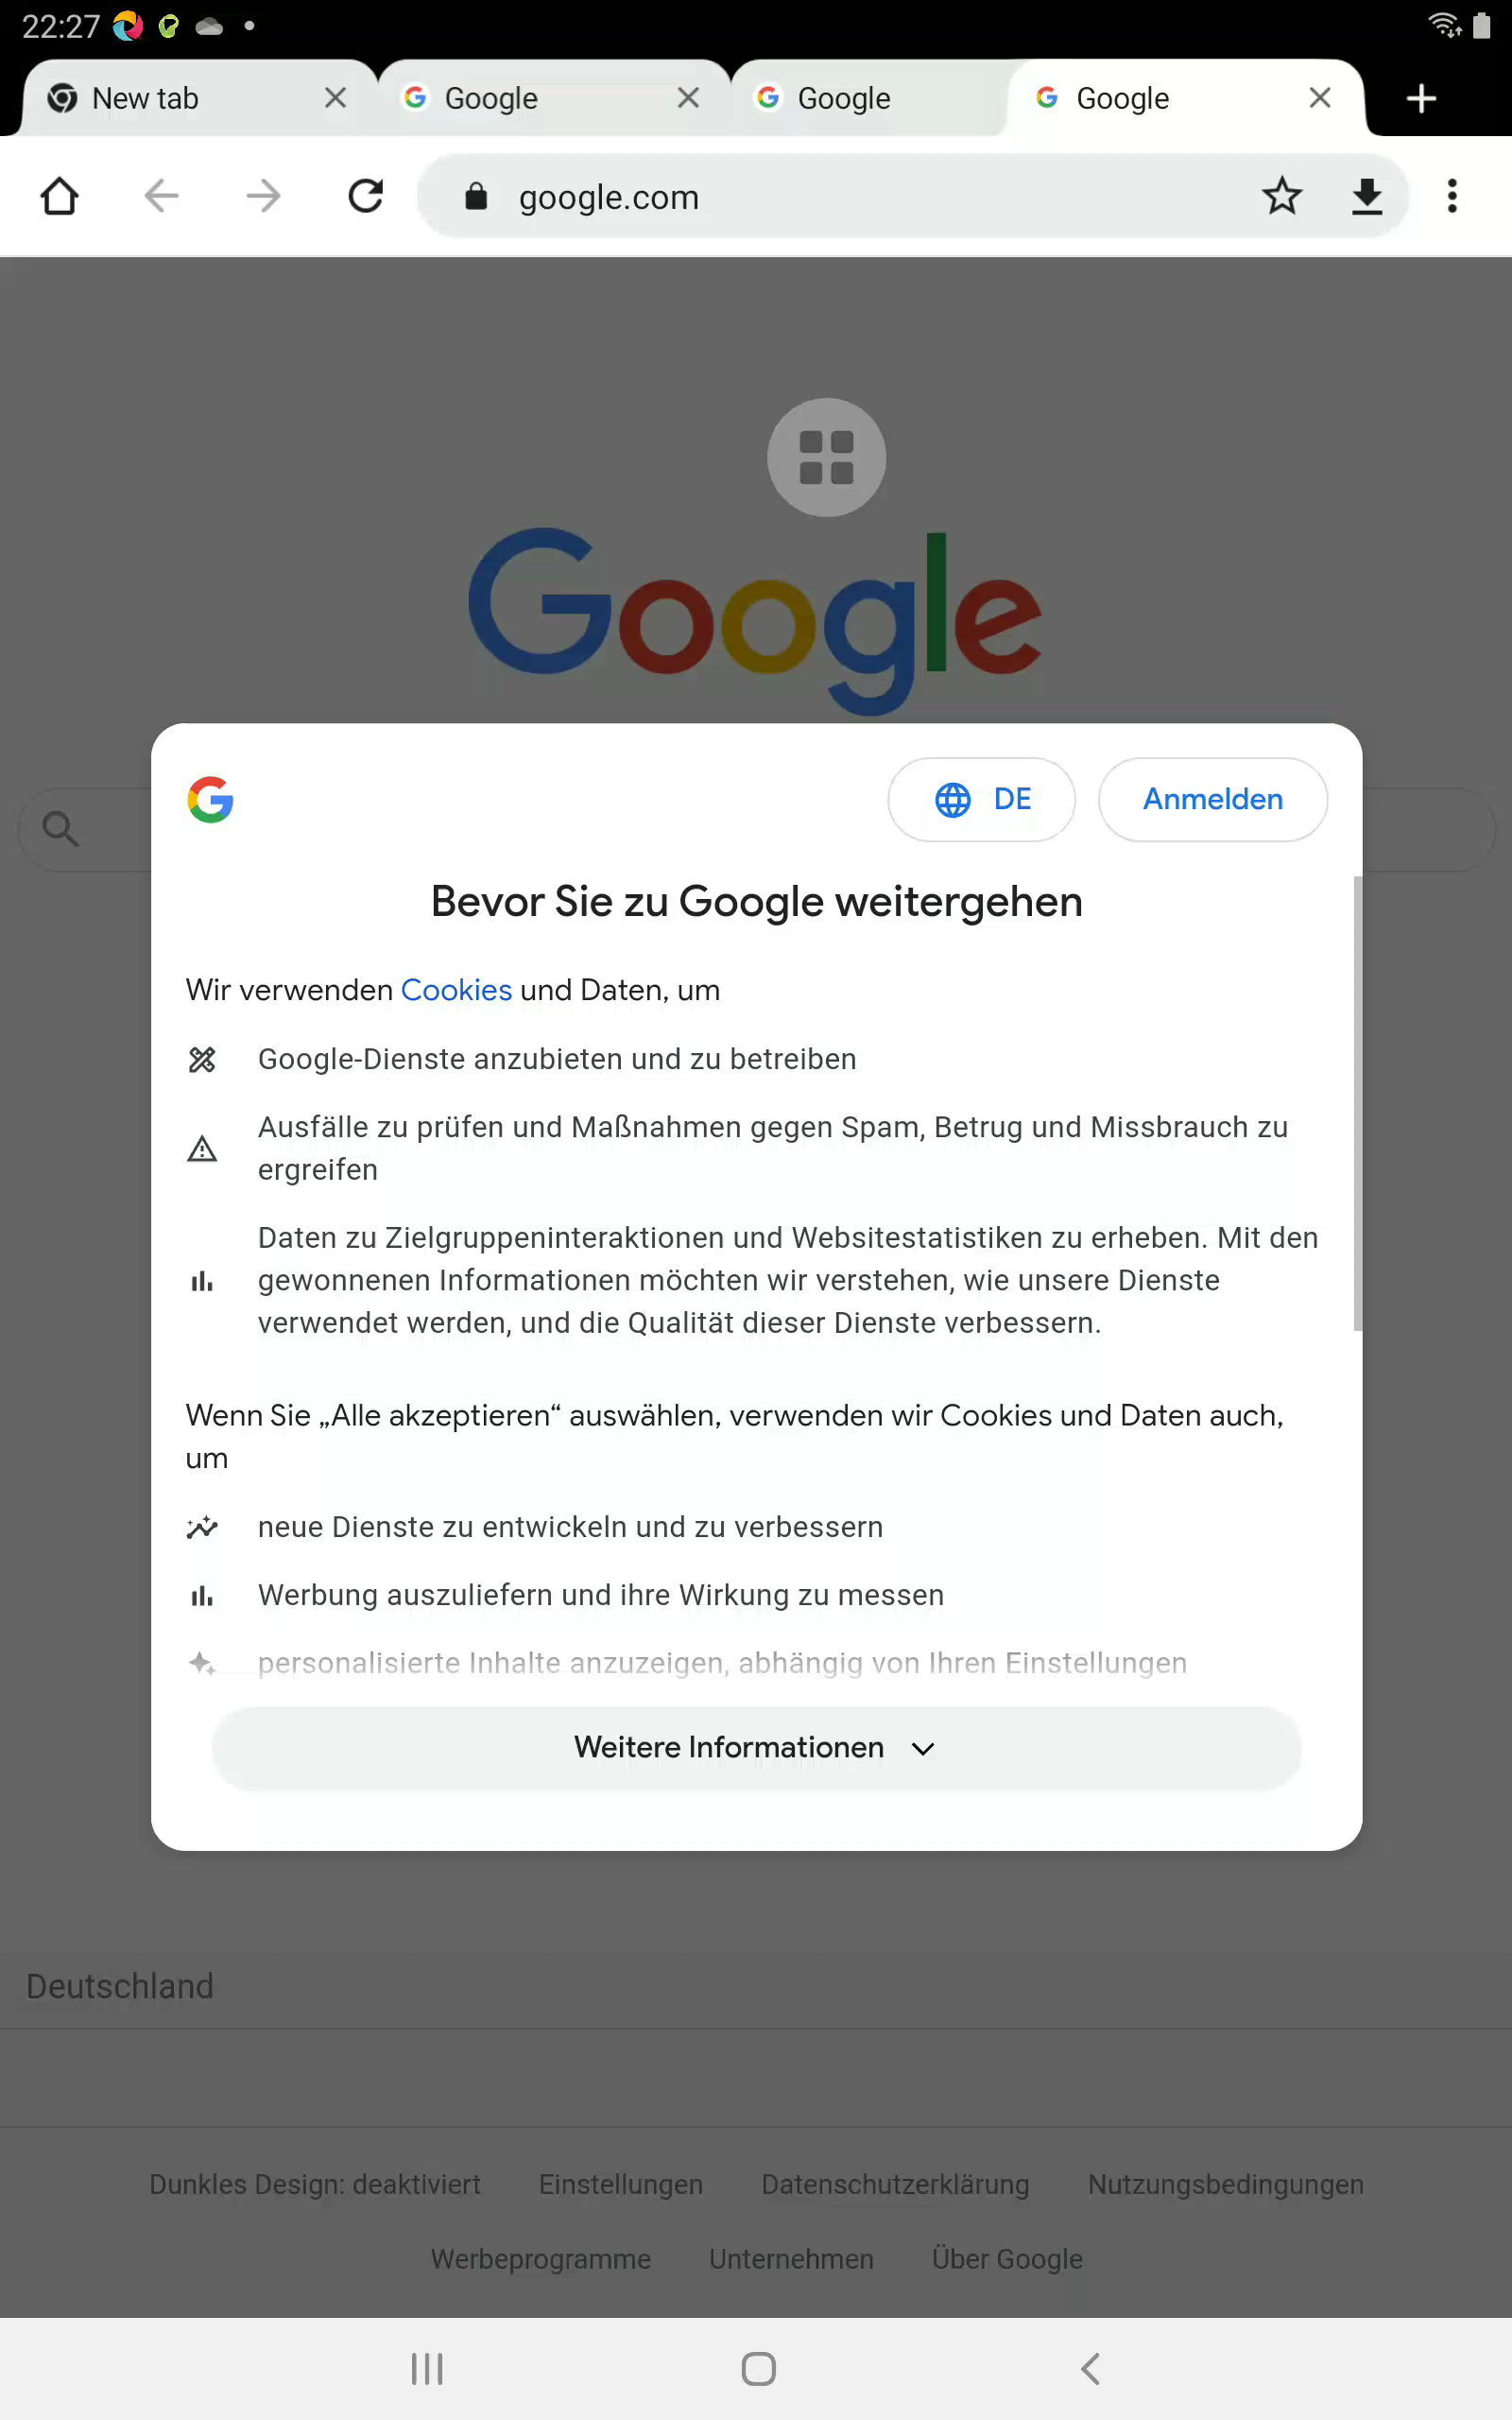 22:27
New tab
Google
Google
Google
google.com
Google
DE
Anmelden
Bevor Sie zu Google weitergehen
Wir verwenden Cookies und Daten, um
Google-Dienste anzubieten und zu betreiben
Ausfälle zu prüfen und Maßnahmen gegen Spam, Betrug und Missbrauch zu
ergreifen
Daten zu Zielgruppeninteraktionen und Websitestatistiken zu erheben. Mit den
gewonnenen Informationen möchten wir verstehen, wie unsere Dienste
verwendet werden, und die Qualität dieser Dienste verbessern.
Wenn Sie „Alle akzeptieren“ auswählen, verwenden wir Cookies und Daten auch,
um
neue Dienste zu entwickeln und zu verbessern
Werbung auszuliefern und ihre Wirkung zu messen
personalisierte Inhalte anzuzeigen, abhängig von Ihren Einstellungen
Weitere Informationen
Deutschland
Dunkles Design: deaktiviert Einstellungen Datenschutzerklärung Nutzungsbedingungen
Werbeprogramme Unternehmen Über Google